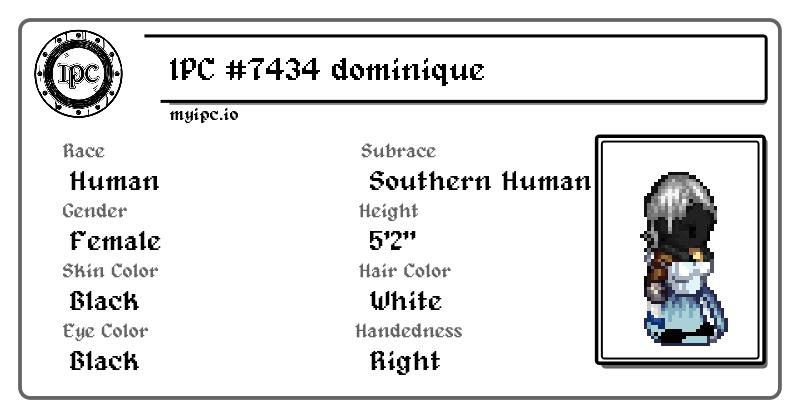 IPC
IPC #7434 dominique
myipc.io
Race
Human
Subrace
Southern Human
Gender
Female
Height
5'2"
Skin Color
Black
Hair Color
White
Eye Color
Black
Handedness
Right